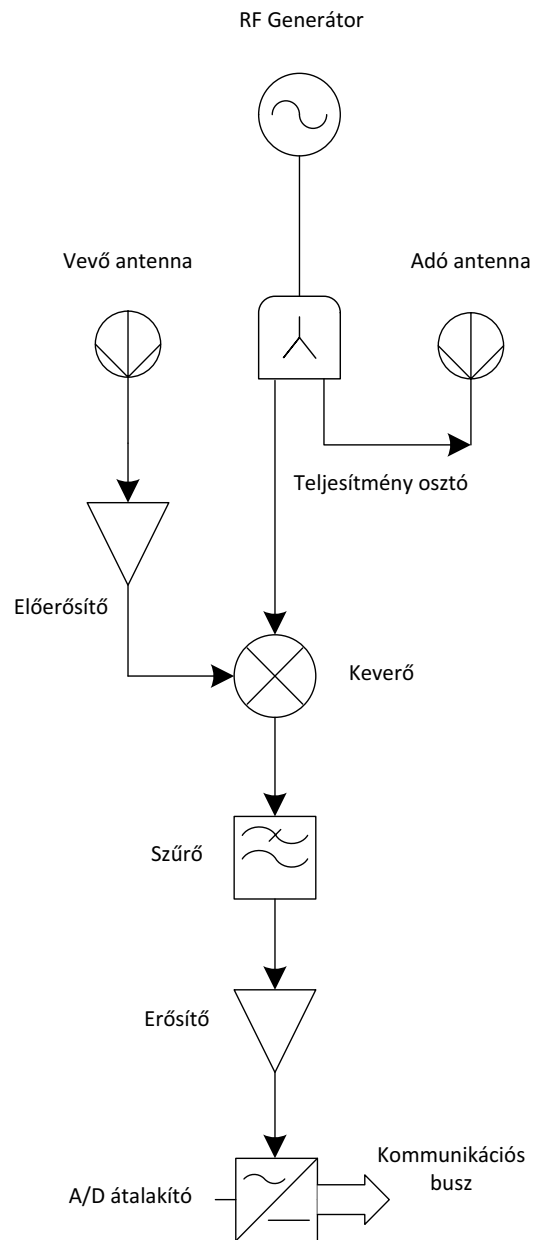 RF Generátor
Vevő antenna
Adó antenna
Teljesítmény osztó
Előerősítő
Keverő
Szűrő
Erősítő
Kommunikációs
busz
A/D átalakító